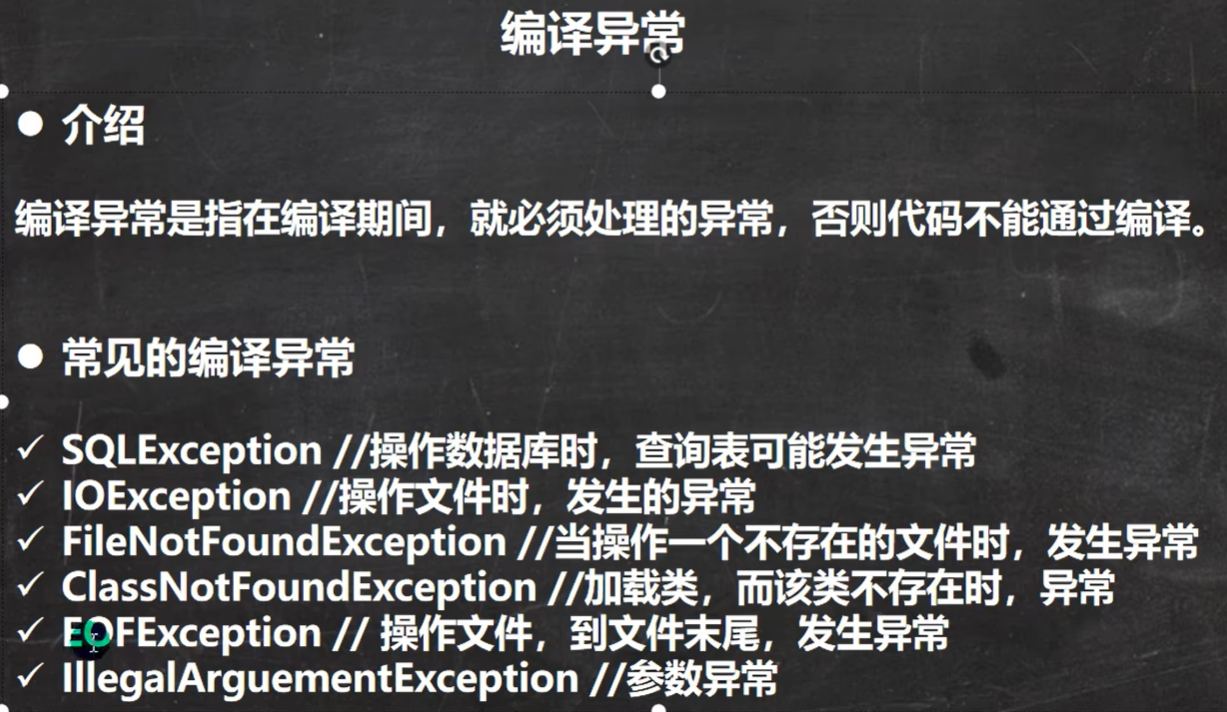 编译异常
● 介绍
编译异常是指在编译期间，就必须处理的异常，否则代码不能通过编译。
● 常见的编译异常
✓ SQLException //操作数据库时，查询表可能发生异常
✓ IOException //操作文件时，发生的异常
✓ FileNotFoundException //当操作一个不存在的文件时，发生异常
✓ ClassNotFoundException //加载类，而该类不存在时，异常
✓ EOFException // 操作文件，到文件末尾，发生异常
✓ IllegalArguementException //参数异常